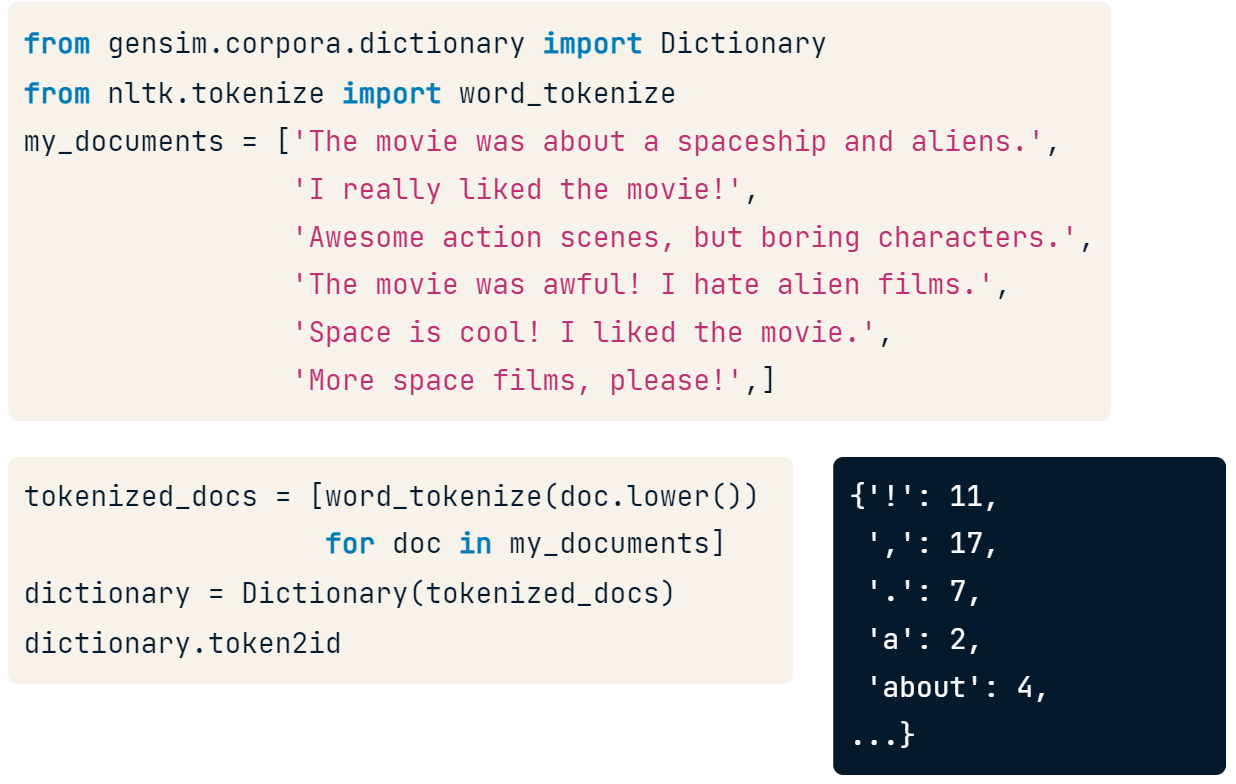 from gensim.corpora.dictionary import Dictionary
from nltk.tokenize import word_tokenize
my_documents = ['The movie was about a spaceship and aliens.',
                'I really liked the movie!',
                'Awesome action scenes, but boring characters.',
                'The movie was awful! I hate alien films.',
                'Space is cool! I liked the movie.',
                'More space films, please!',]
tokenized_docs = [word_tokenize(doc.lower())
                  for doc in my_documents]
dictionary = Dictionary(tokenized_docs)
dictionary.token2id
{'!': 11,
 ',': 17,
 '.': 7,
 'a': 2,
 'about': 4,
...}